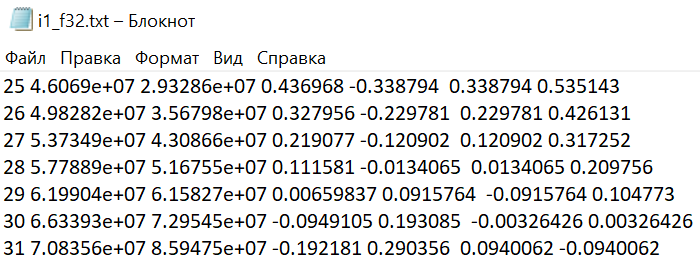 i1_f32.txt – Блокнот
Файл Правка Формат Вид Справка
25 4.6069e+07 2.93286e+07 0.436968 -0.338794 0.338794 0.535143
26 4.98282e+07 3.56798e+07 0.327956 -0.229781 0.229781 0.426131
27 5.37349e+07 4.30866e+07 0.219077 -0.120902 0.120902 0.317252
28 5.77889e+07 5.16755e+07 0.111581 -0.0134065 0.0134065 0.209756
29 6.19904e+07 6.15827e+07 0.00659837 0.0915764 -0.0915764 0.104773
30 6.63393e+07 7.29545e+07 -0.0949105 0.193085 -0.00326426 0.00326426
31 7.08356e+07 8.59475e+07 -0.192181 0.290356 0.0940062 -0.0940062